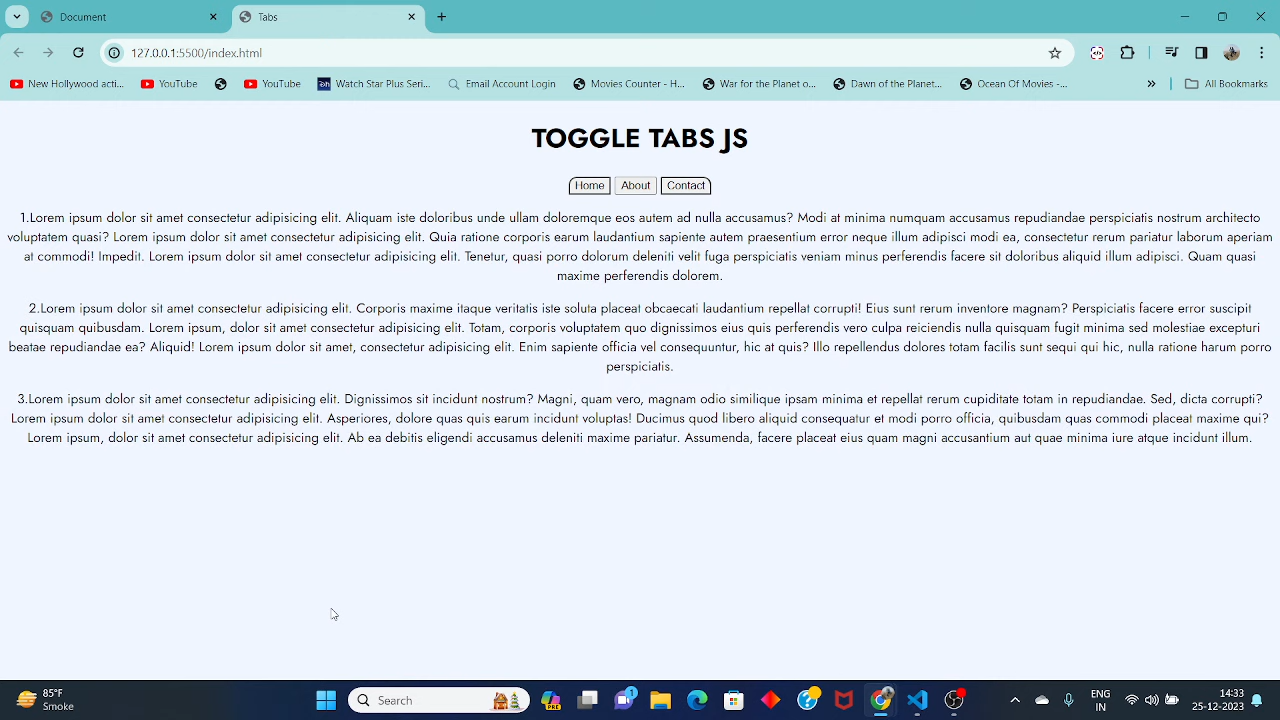 Document
Tabs
127.0.0.1:5500/index.html
New Hollywood acti...
YouTube
YouTube
Watch Star Plus Seri...
Email Account Login
Movies Counter - H...
War for the Planet o...
Dawn of the Planet...
Ocean Of Movies -...
All Bookmarks
TOGGLE TABS JS
Home About Contact
1.Lorem ipsum dolor sit amet consectetur adipisicing elit. Aliquam iste doloribus unde ullam doloremque eos autem ad nulla accusamus? Modi at minima numquam accusamus repudiandae perspiciatis nostrum architecto
voluptatem quasi? Lorem ipsum dolor sit amet consectetur adipisicing elit. Quia ratione corporis earum laudantium sapiente autem praesentium error neque illum adipisci modi ea, consectetur rerum pariatur laborum aperiam
at commodi! Impedit. Lorem ipsum dolor sit amet consectetur adipisicing elit. Tenetur, quasi porro dolorum deleniti velit fuga perspiciatis veniam minus perferendis facere sit doloribus aliquid illum adipisci. Quam quasi
maxime perferendis dolorem.
2.Lorem ipsum dolor sit amet consectetur adipisicing elit. Corporis maxime itaque veritatis iste soluta placeat obcaecati laudantium repellat corrupti! Eius sunt rerum inventore magnam? Perspiciatis facere error suscipit
quisquam quibusdam. Lorem ipsum, dolor sit amet consectetur adipisicing elit. Totam, corporis voluptatem quo dignissimos eius quis perferendis vero culpa reiciendis nulla quisquam fugit minima sed molestiae excepturi
beatae repudiandae ea? Aliquid! Lorem ipsum dolor sit amet, consectetur adipisicing elit. Enim sapiente officia vel consequuntur, hic at quis? Illo repellendus dolores totam facilis sunt sequi qui hic, nulla ratione harum porro
perspiciatis.
3.Lorem ipsum dolor sit amet consectetur adipisicing elit. Dignissimos sit incidunt nostrum? Magni, quam vero, magnam odio similique ipsam minima et repellat rerum cupiditate totam in repudiandae. Sed, dicta corrupti?
Lorem ipsum dolor sit amet consectetur adipisicing elit. Asperiores, dolore quas quis earum incidunt voluptas! Ducimus quod libero aliquid consequatur et modi porro officia, quibusdam quas commodi placeat maxime qui?
Lorem ipsum, dolor sit amet consectetur adipisicing elit. Ab ea debitis eligendi accusamus deleniti maxime pariatur. Assumenda, facere placeat eius quam magni accusantium aut quae minima iure atque incidunt illum.
85°F
Smoke
Search
PRE
1
ENG
IN
14:33
25-12-2023